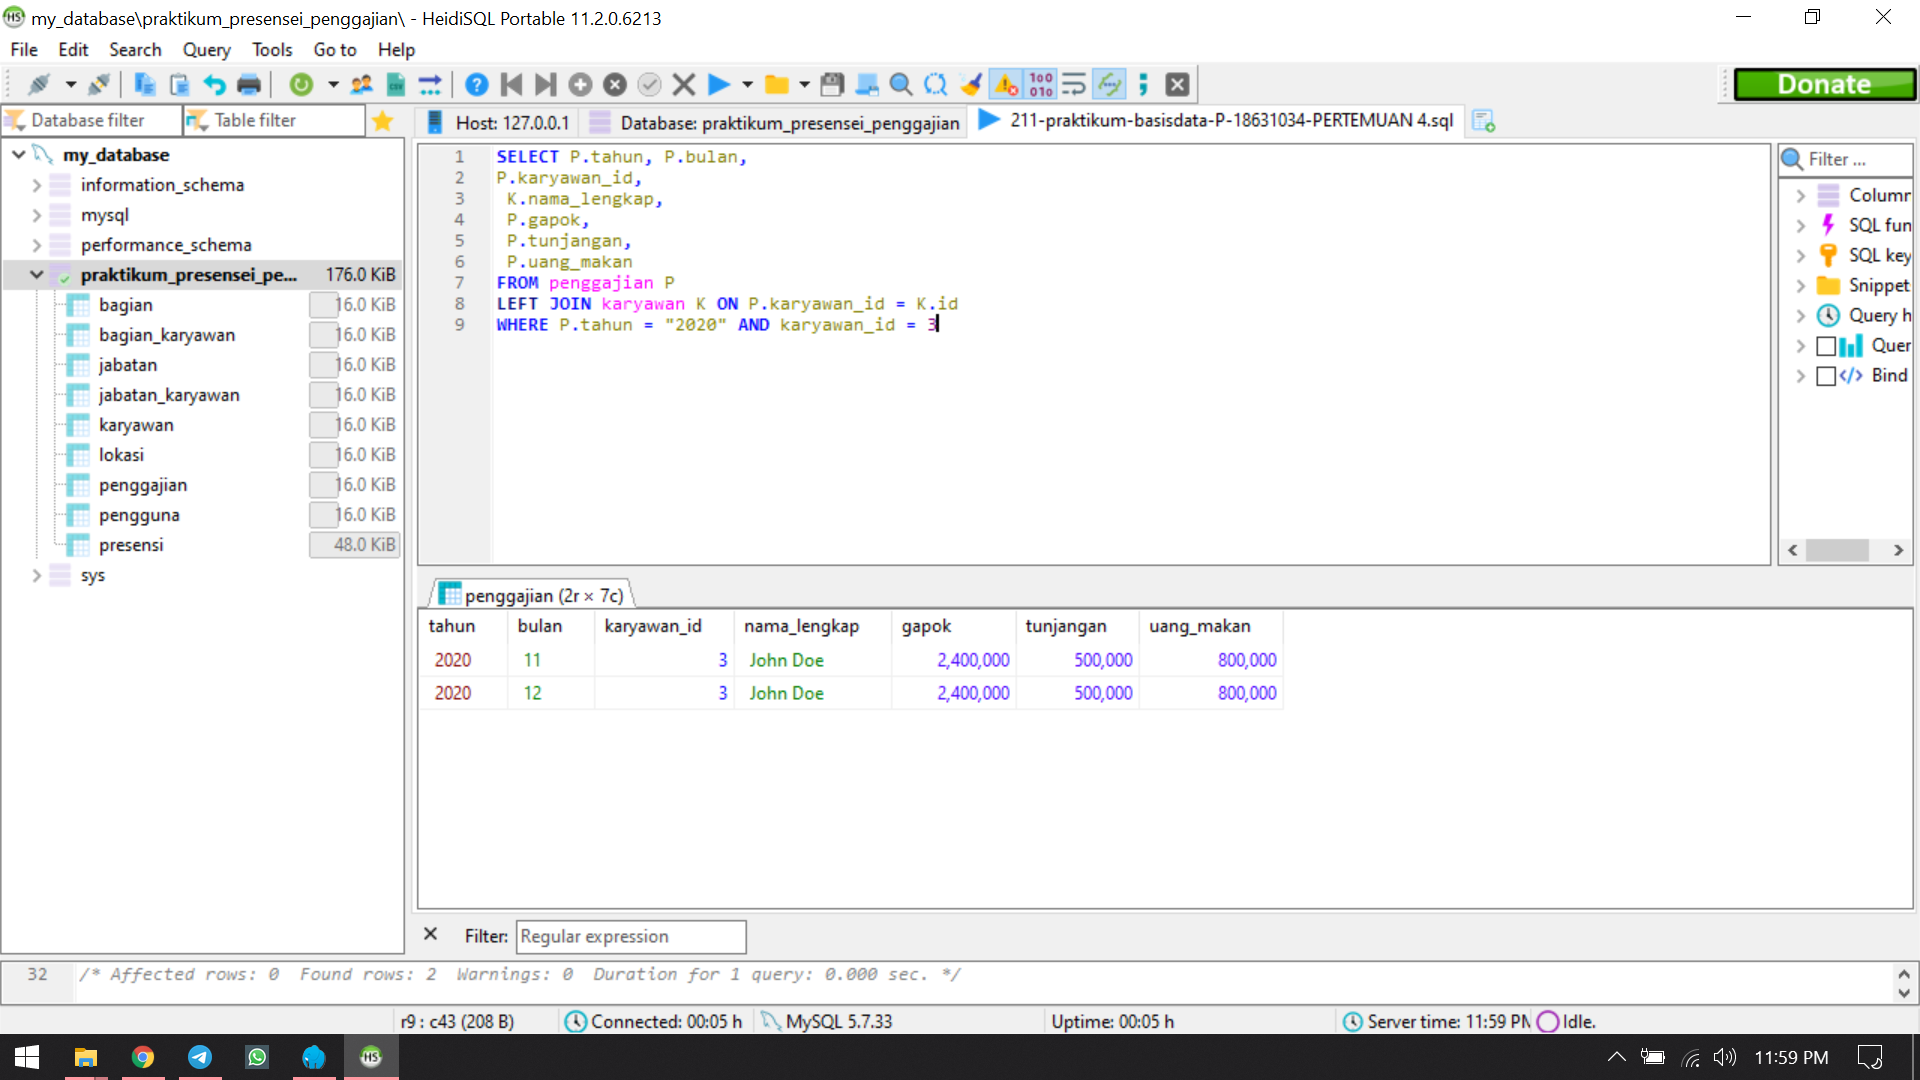 my_database\praktikum_presensei_penggajian\ - HeidiSQL Portable 11.2.0.6213
File Edit Search Query Tools Go to Help
Donate
Database filter
Table filter
Host: 127.0.0.1
Database: praktikum_presensei_penggajian
211-praktikum-basisdata-P-18631034-PERTEMUAN 4.sql
my_database
information_schema
mysql
performance_schema
praktikum_presensei_pe... 176.0 KiB
bagian 16.0 KiB
bagian_karyawan 16.0 KiB
jabatan 16.0 KiB
jabatan_karyawan 16.0 KiB
karyawan 16.0 KiB
lokasi 16.0 KiB
penggajian 16.0 KiB
pengguna 16.0 KiB
presensi 48.0 KiB
sys
1 SELECT P.tahun, P.bulan,
2 P.karyawan_id,
3 K.nama_lengkap,
4 P.gapok,
5 P.tunjangan,
6 P.uang_makan
7 FROM penggajian P
8 LEFT JOIN karyawan K ON P.karyawan_id = K.id
9 WHERE P.tahun = "2020" AND karyawan_id = 3
Filter ...
Column
SQL fun
SQL key
Snippet
Query h
Quer
Bind
penggajian (2r × 7c)
tahun bulan karyawan_id nama_lengkap gapok tunjangan uang_makan
2020 11 3 John Doe 2,400,000 500,000 800,000
2020 12 3 John Doe 2,400,000 500,000 800,000
Filter: Regular expression
32 /* Affected rows: 0 Found rows: 2 Warnings: 0 Duration for 1 query: 0.000 sec. */
r9 : c43 (208 B) Connected: 00:05 h MySQL 5.7.33 Uptime: 00:05 h Server time: 11:59 PM Idle.
HS
11:59 PM